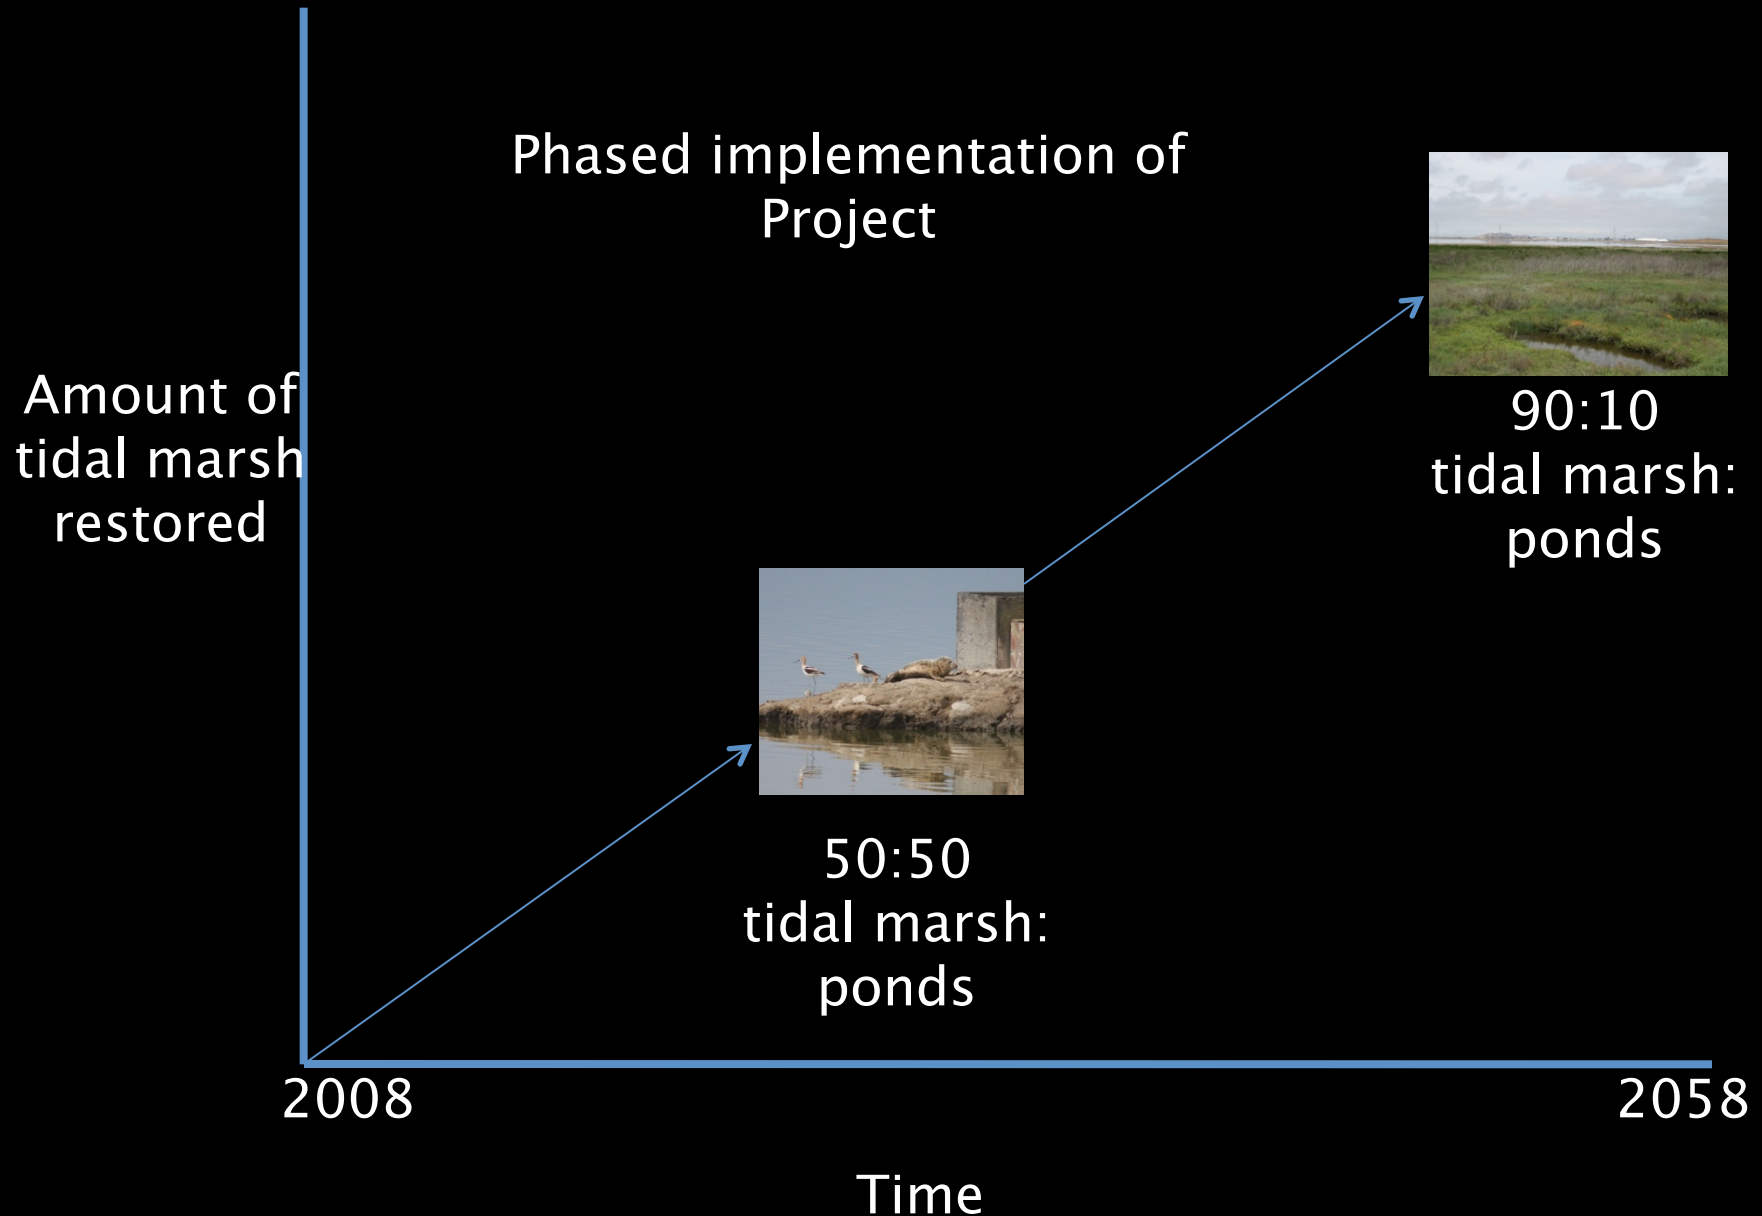 Phased implementation of
Project
Amount of
tidal marsh
restored
90:10
tidal marsh:
ponds
50:50
tidal marsh:
ponds
2008
2058
Time